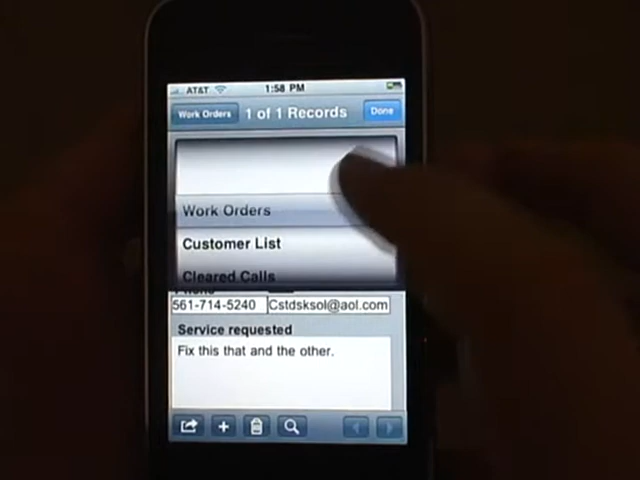 AT&T 1:58 PM
Work Orders 1 of 1 Records Done
Work Orders
Customer List
Cleared Calls
Phone
561-714-5240 Cstdsksol@aol.com
Service requested
Fix this that and the other.